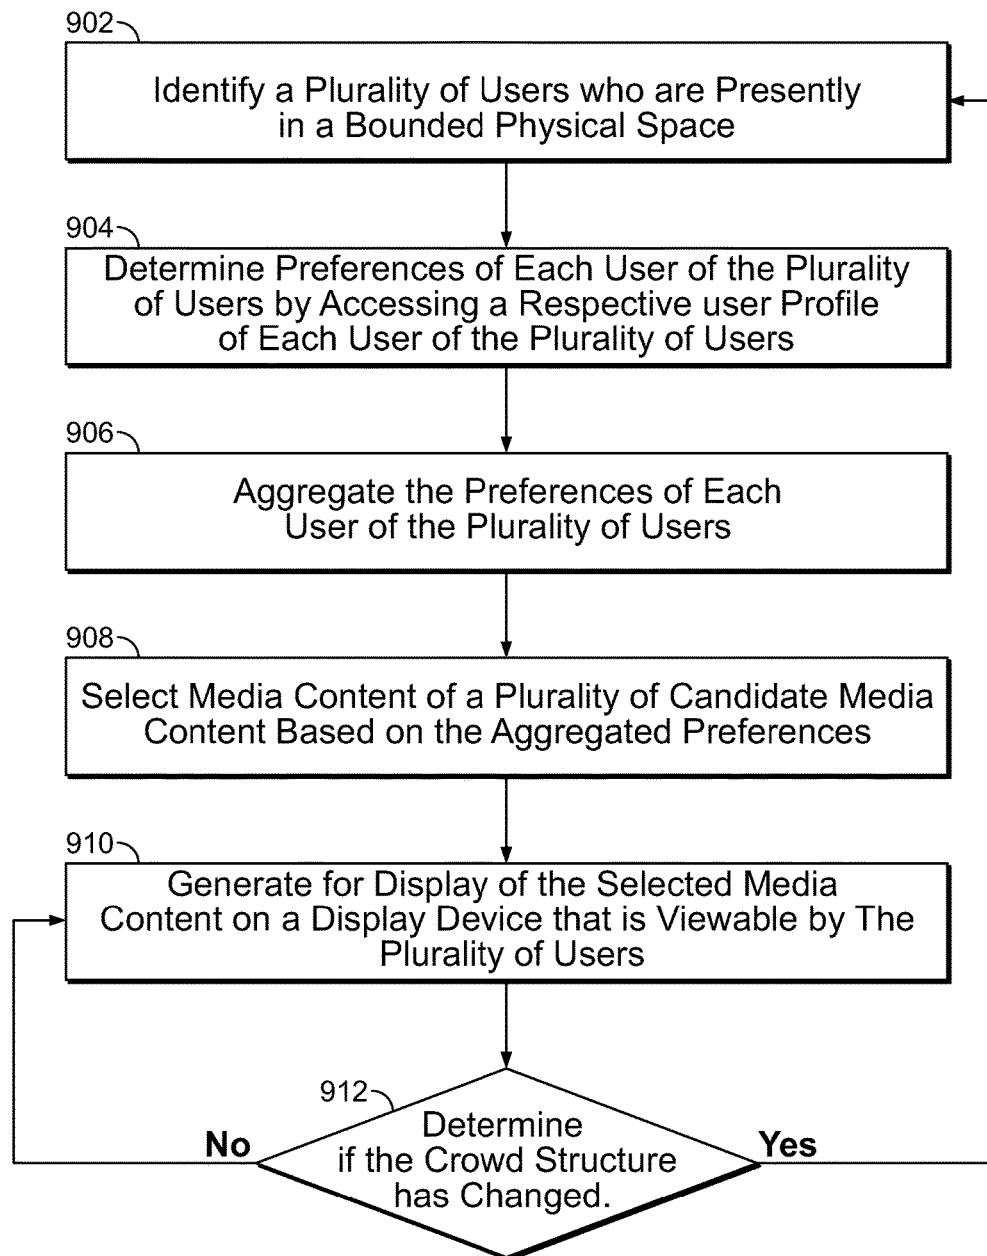 902
Identify a Plurality of Users who are Presently
in a Bounded Physical Space
904
Determine Preferences of Each User of the Plurality
of Users by Accessing a Respective user Profile
of Each User of the Plurality of Users
906
Aggregate the Preferences of Each
User of the Plurality of Users
908
Select Media Content of a Plurality of Candidate Media
Content Based on the Aggregated Preferences
910
Generate for Display of the Selected Media
Content on a Display Device that is Viewable by The
Plurality of Users
912
Determine
if the Crowd Structure
has Changed.
No
Yes